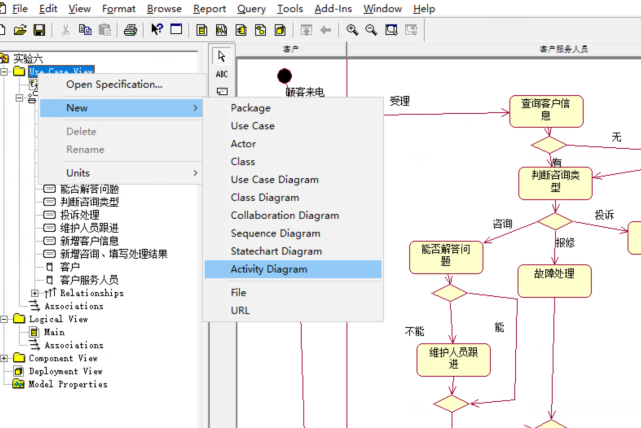 File Edit View Format Browse Report Query Tools Add-Ins Window Help
实验六
Use Case View
Open Specification...
New
Delete
Rename
Units
Package
Use Case
Actor
Class
Use Case Diagram
Class Diagram
Collaboration Diagram
Sequence Diagram
Statechart Diagram
Activity Diagram
File
URL
能否解答问题
判断咨询类型
投诉处理
维护人员跟进
新增客户信息
新增咨询、填写处理结果
客户
客户服务人员
Relationships
Associations
Logical View
Main
Associations
Component View
Deployment View
Model Properties
ABC
客户
客户服务人员
顾客来电
受理
查询客户信
息
无
有
判断咨询类
型
咨询
投诉
报修
能否解答问
题
故障处理
不能
能
维护人员跟
进